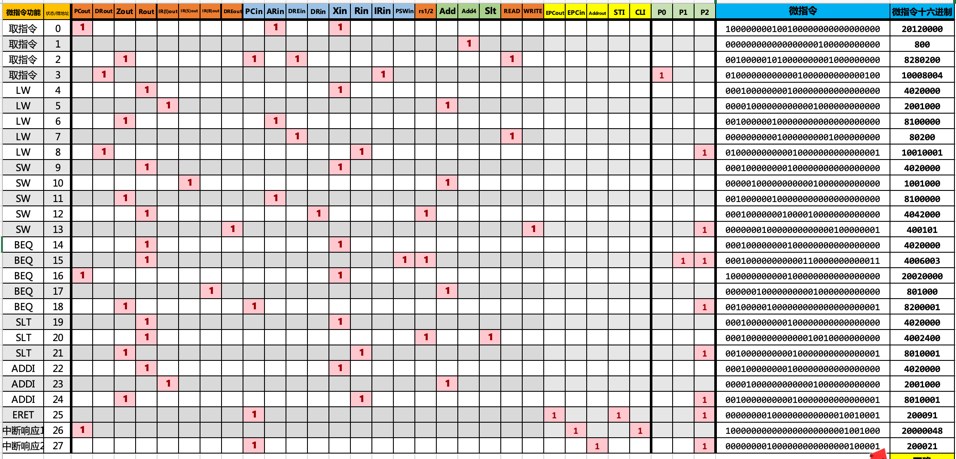 微指令功能 状态/微地址 PCout DRout Zout Rout IR(I)out IR(S)out IR(B)out DREout PCin ARin DREin DRin Xin Rin IRin PSWin rs1/2 Add Add4 Slt READ WRITE EPCout EPCin Addrout STI CLI P0 P1 P2 微指令 微指令十六进制
取指令 0 1 1 1 100000000100100000000000000000 20120000
取指令 1 1 000000000000000000100000000000 800
取指令 2 1 1 1 1 001000001010000000001000000000 8280200
取指令 3 1 1 1 010000000000001000000000000100 10008004
LW 4 1 1 000100000000100000000000000000 4020000
LW 5 1 1 000010000000000001000000000000 2001000
LW 6 1 1 001000000100000000000000000000 8100000
LW 7 1 1 000000000010000000001000000000 80200
LW 8 1 1 1 010000000000010000000000000001 10010001
SW 9 1 1 000100000000100000000000000000 4020000
SW 10 1 1 000001000000000001000000000000 1001000
SW 11 1 1 001000000100000000000000000000 8100000
SW 12 1 1 1 000100000001000010000000000000 4042000
SW 13 1 1 1 000000010000000000000100000001 400101
BEQ 14 1 1 000100000000100000000000000000 4020000
BEQ 15 1 1 1 1 1 000100000000000110000000000011 4006003
BEQ 16 1 1 100000000000100000000000000000 20020000
BEQ 17 1 1 000000100000000001000000000000 801000
BEQ 18 1 1 1 001000001000000000000000000001 8200001
SLT 19 1 1 000100000000100000000000000000 4020000
SLT 20 1 1 1 000100000000000010010000000000 4002400
SLT 21 1 1 1 001000000000010000000000000001 8010001
ADDI 22 1 1 000100000000100000000000000000 4020000
ADDI 23 1 1 000010000000000001000000000000 2001000
ADDI 24 1 1 1 001000000000010000000000000001 8010001
ERET 25 1 1 1 1 000000001000000000000010010001 200091
中断响应1 26 1 1 1 100000000000000000000001001000 20000048
中断响应2 27 1 1 1 000000001000000000000000100001 200021